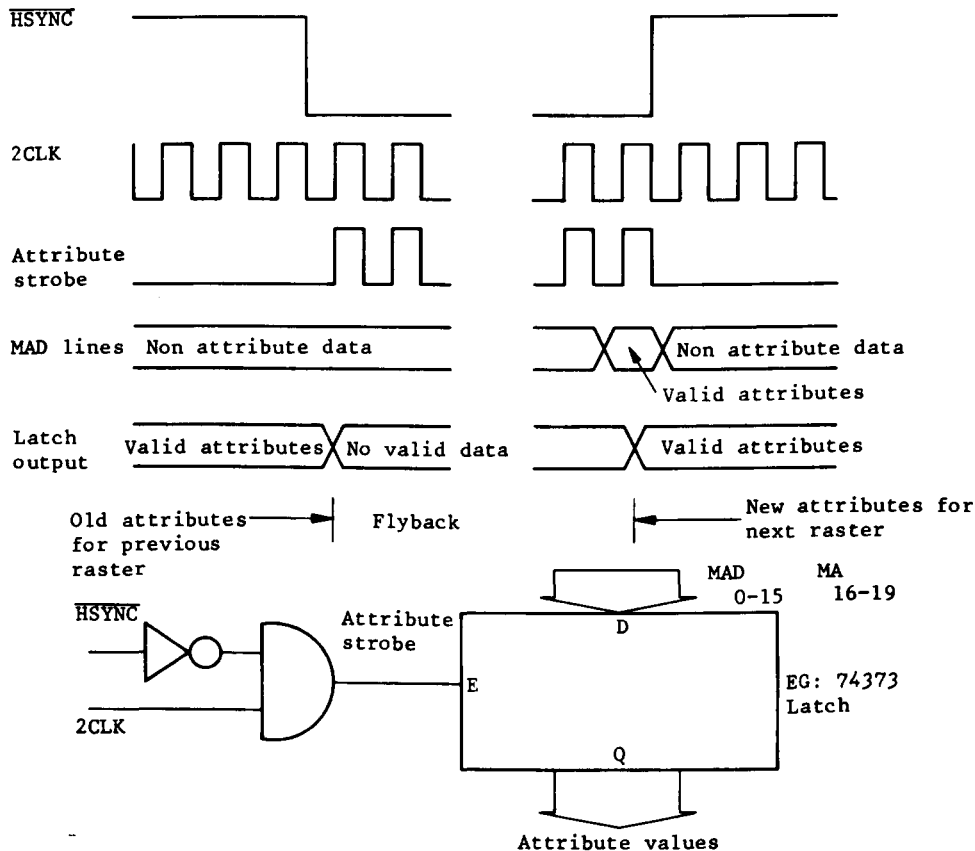 HSYNC
2CLK
Attribute
strobe
MAD lines
Non attribute data
Non attribute data
Valid attributes
Latch
output
Valid attributes
No valid data
Valid attributes
Old attributes
for previous
raster
Flyback
New attributes for
next raster
MAD
0-15
MA
16-19
HSYNC
2CLK
Attribute
strobe
D
E
Q
EG: 74373
Latch
Attribute values